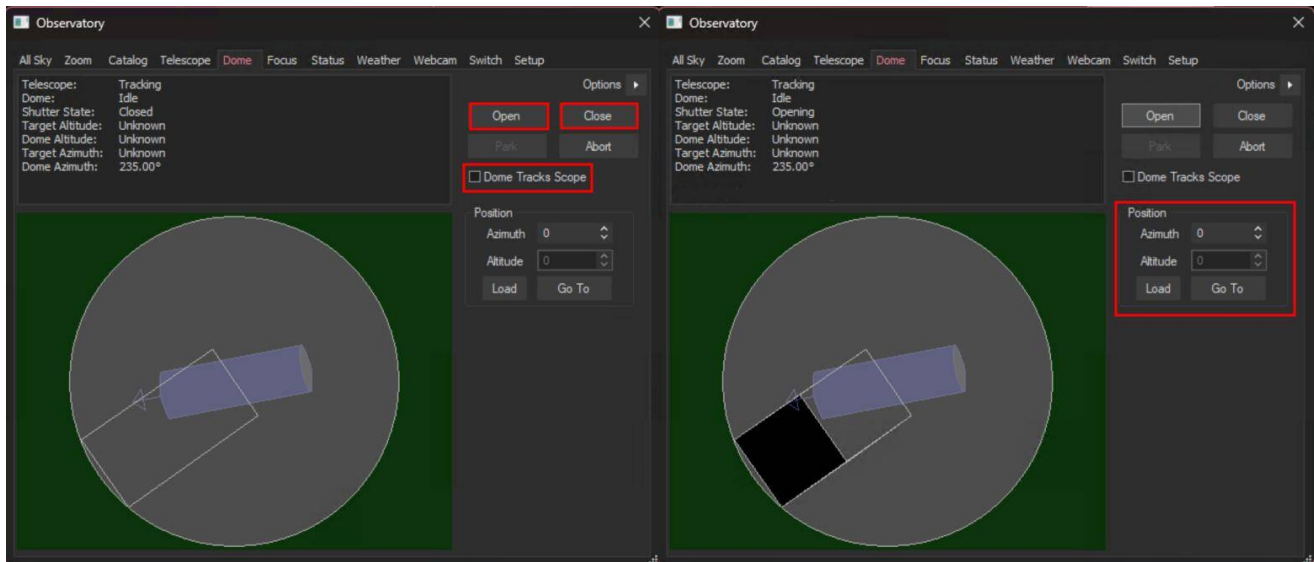 Observatory
All Sky Zoom Catalog Telescope Dome Focus Status Weather Webcam Switch Setup
Telescope: Tracking
Dome: Idle
Shutter State: Closed
Target Altitude: Unknown
Dome Altitude: Unknown
Target Azimuth: Unknown
Dome Azimuth: 235.00°
Options
Open Close
Park Abort
Dome Tracks Scope
Position
Azimuth 0
Altitude 0
Load Go To
Observatory
All Sky Zoom Catalog Telescope Dome Focus Status Weather Webcam Switch Setup
Telescope: Tracking
Dome: Idle
Shutter State: Opening
Target Altitude: Unknown
Dome Altitude: Unknown
Target Azimuth: Unknown
Dome Azimuth: 235.00°
Options
Open Close
Park Abort
Dome Tracks Scope
Position
Azimuth 0
Altitude 0
Load Go To